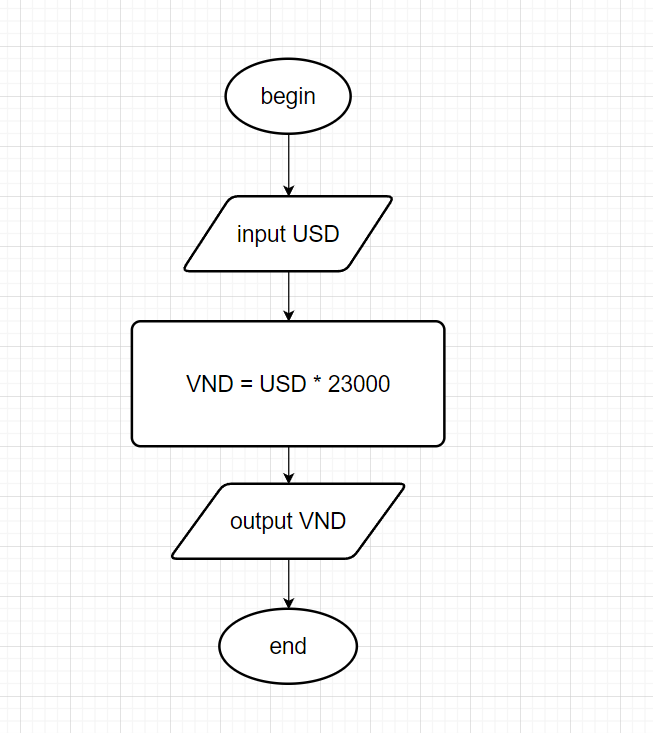 begin
input USD
VND = USD * 23000
output VND
end